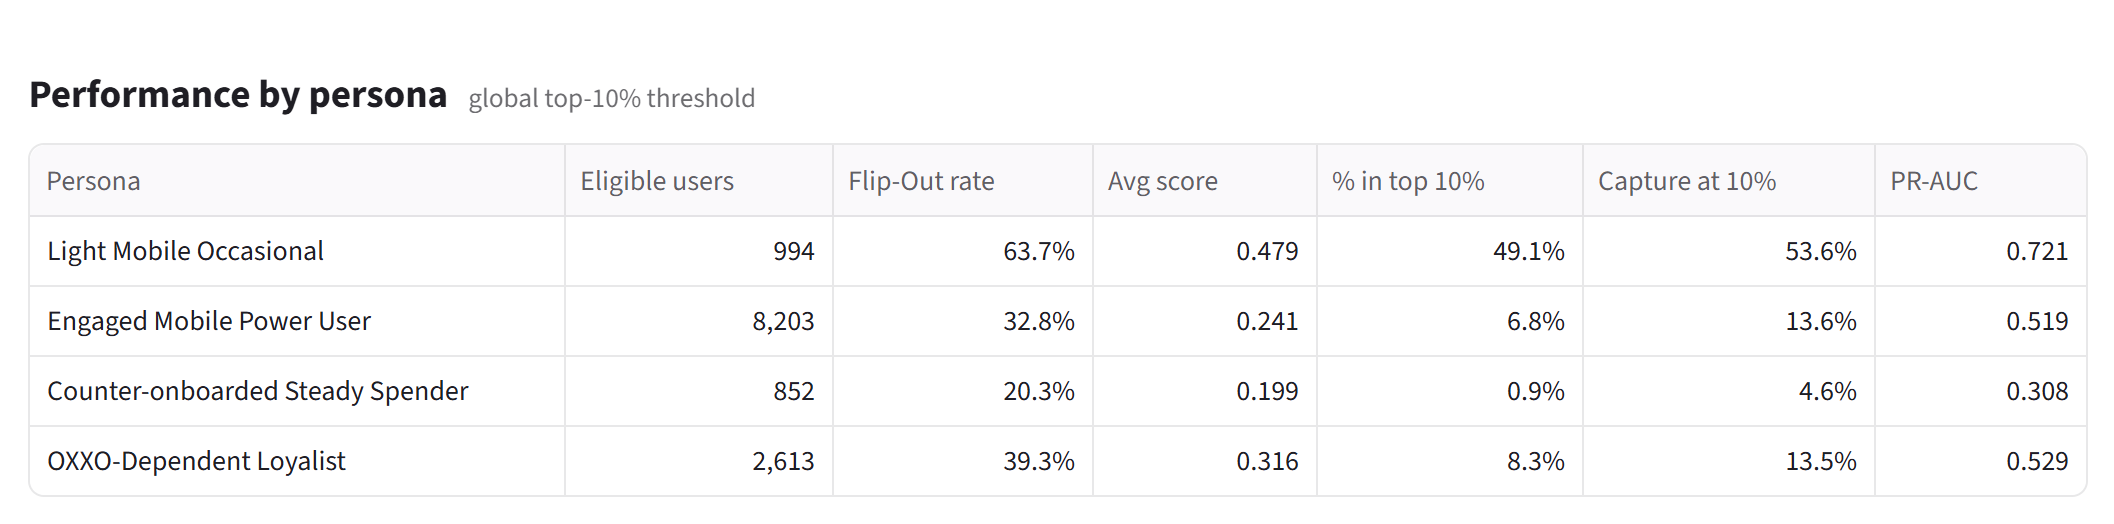 Performance by persona global top-10% threshold
Persona Eligible users Flip-Out rate Avg score % in top 10% Capture at 10% PR-AUC
Light Mobile Occasional 994 63.7% 0.479 49.1% 53.6% 0.721
Engaged Mobile Power User 8,203 32.8% 0.241 6.8% 13.6% 0.519
Counter-onboarded Steady Spender 852 20.3% 0.199 0.9% 4.6% 0.308
OXXO-Dependent Loyalist 2,613 39.3% 0.316 8.3% 13.5% 0.529